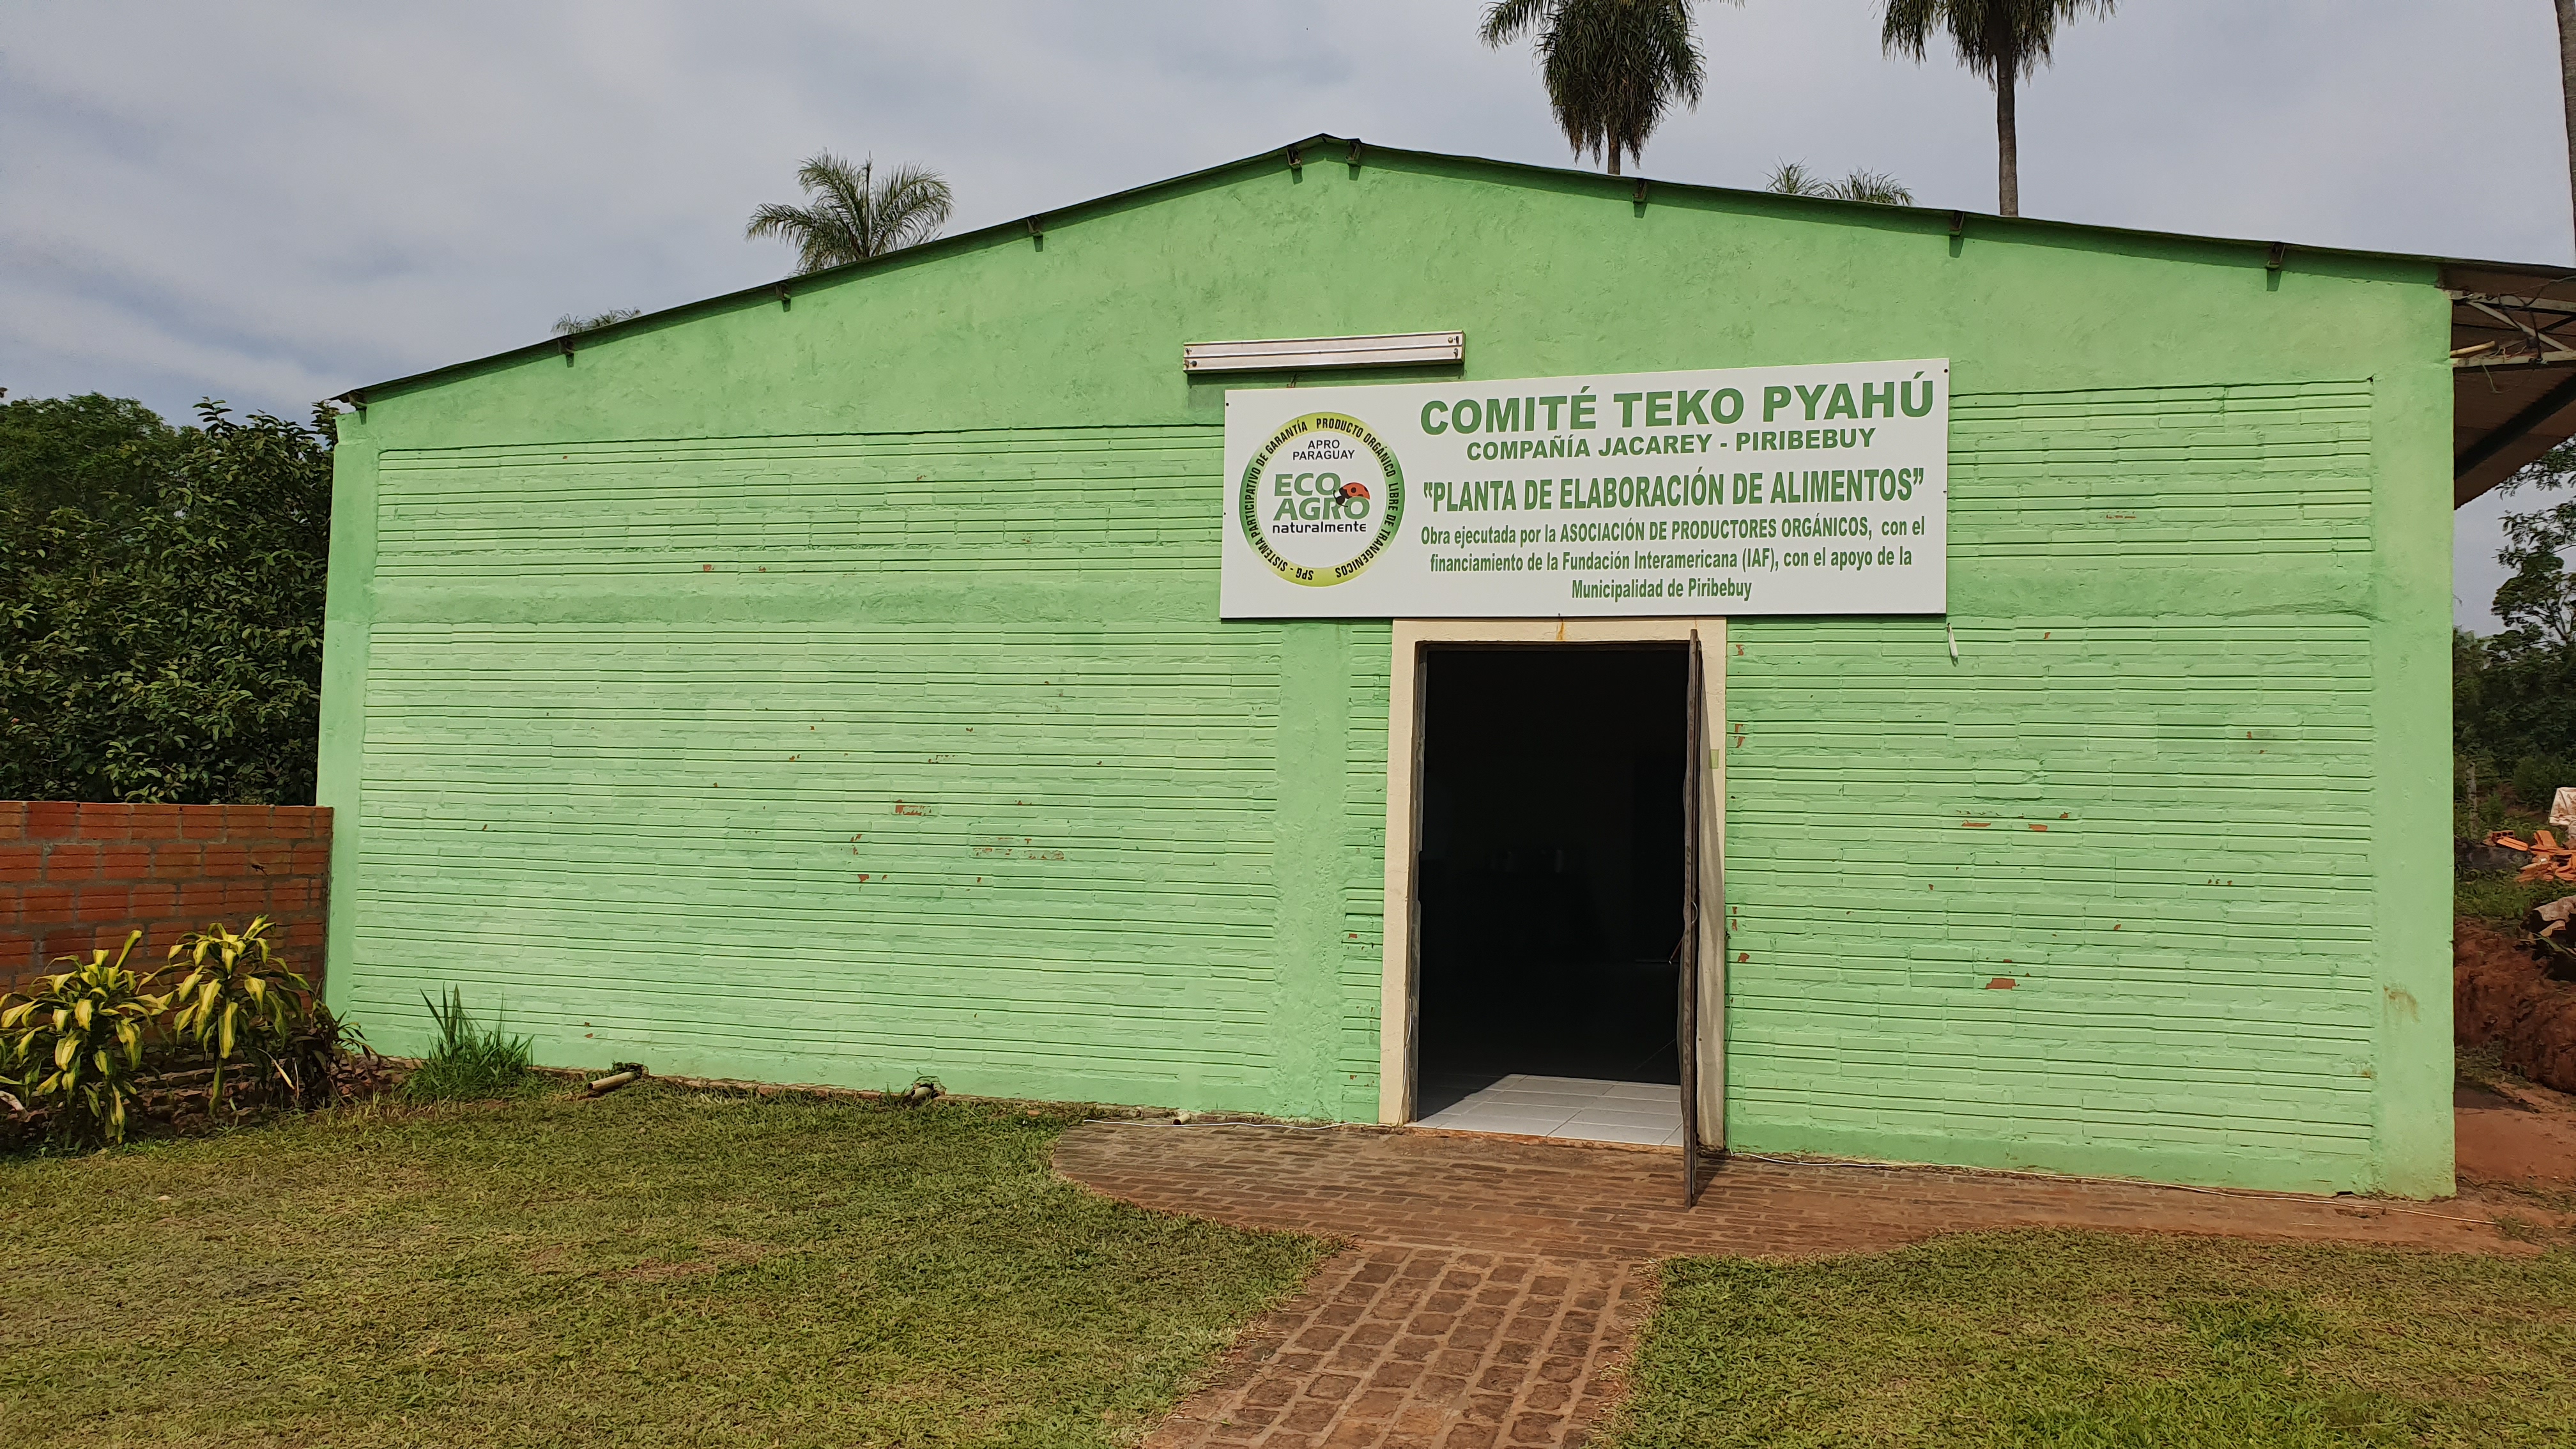 COMITÉ TEKO PYAHÚ
COMPAÑÍA JACAREY - PIRIBEBUY
"PLANTA DE ELABORACIÓN DE ALIMENTOS"
Obra ejecutada por la ASOCIACIÓN DE PRODUCTORES ORGÁNICOS, con el
financiamiento de la Fundación Interamericana (IAF), con el apoyo de la
Municipalidad de Piribebuy
SPG - SISTEMA PARTICIPATIVO DE GARANTÍA PRODUCTO ORGÁNICO LIBRE DE TRANGENICOS
APRO
PARAGUAY
ECO
AGRO
naturalmente